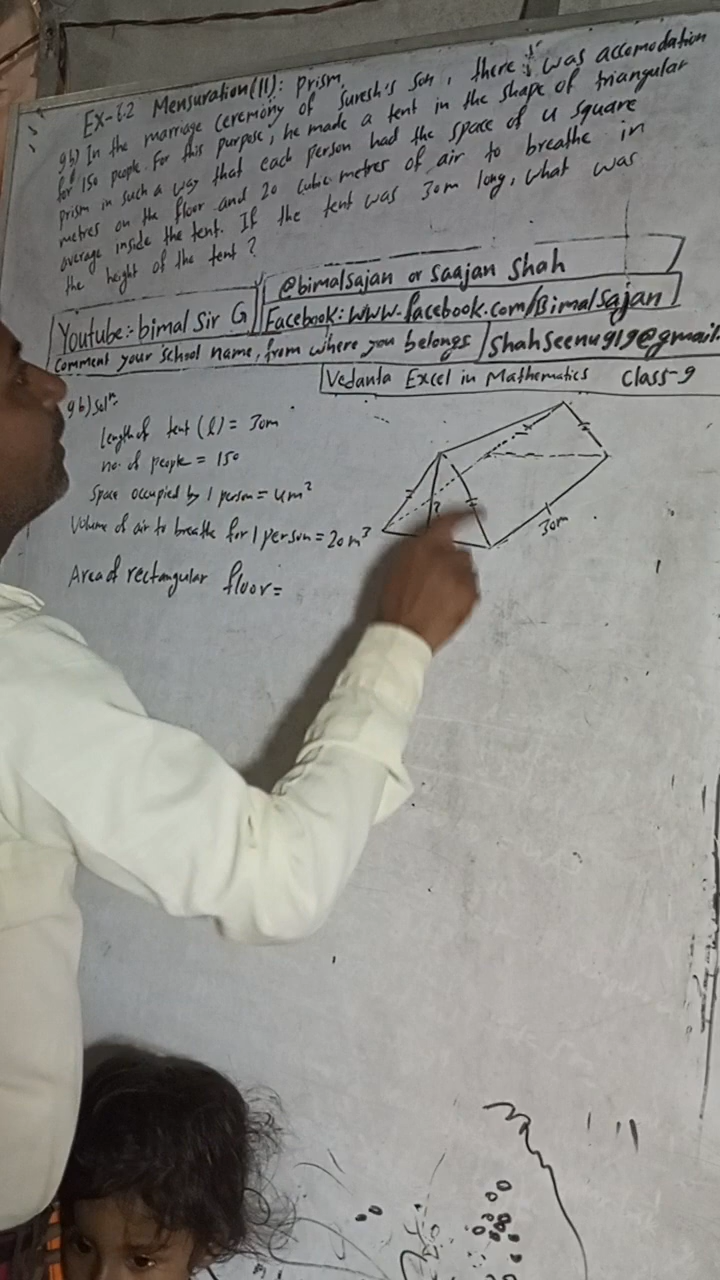 Ex-6.2 Mensuration(II): Prism
9b) In the marriage ceremony of Suresh's son, there was accomodation
for 150 people. For this purpose, he made a tent in the shape of triangular
prism in such a way that each person had the space of 4 square
metres on the floor and 20 cubic metres of air to breathe in
average inside the tent. If the tent was 30m long, what was
the height of the tent?
Youtube:- bimal Sir G
@bimalsajan or Saajan Shah
Facebook: www.facebook.com/Bimalsajan
Comment your school name, from where you belongs
Shahseenu919@gmail.
Vedanta Excel in Mathematics Class-9
9b) Solⁿ:
Length of tent (l) = 30m
no. of people = 150
Space occupied by 1 person = 4m²
Volume of air to breathe for 1 person = 20m³
Area of rectangular floor =
?
30m